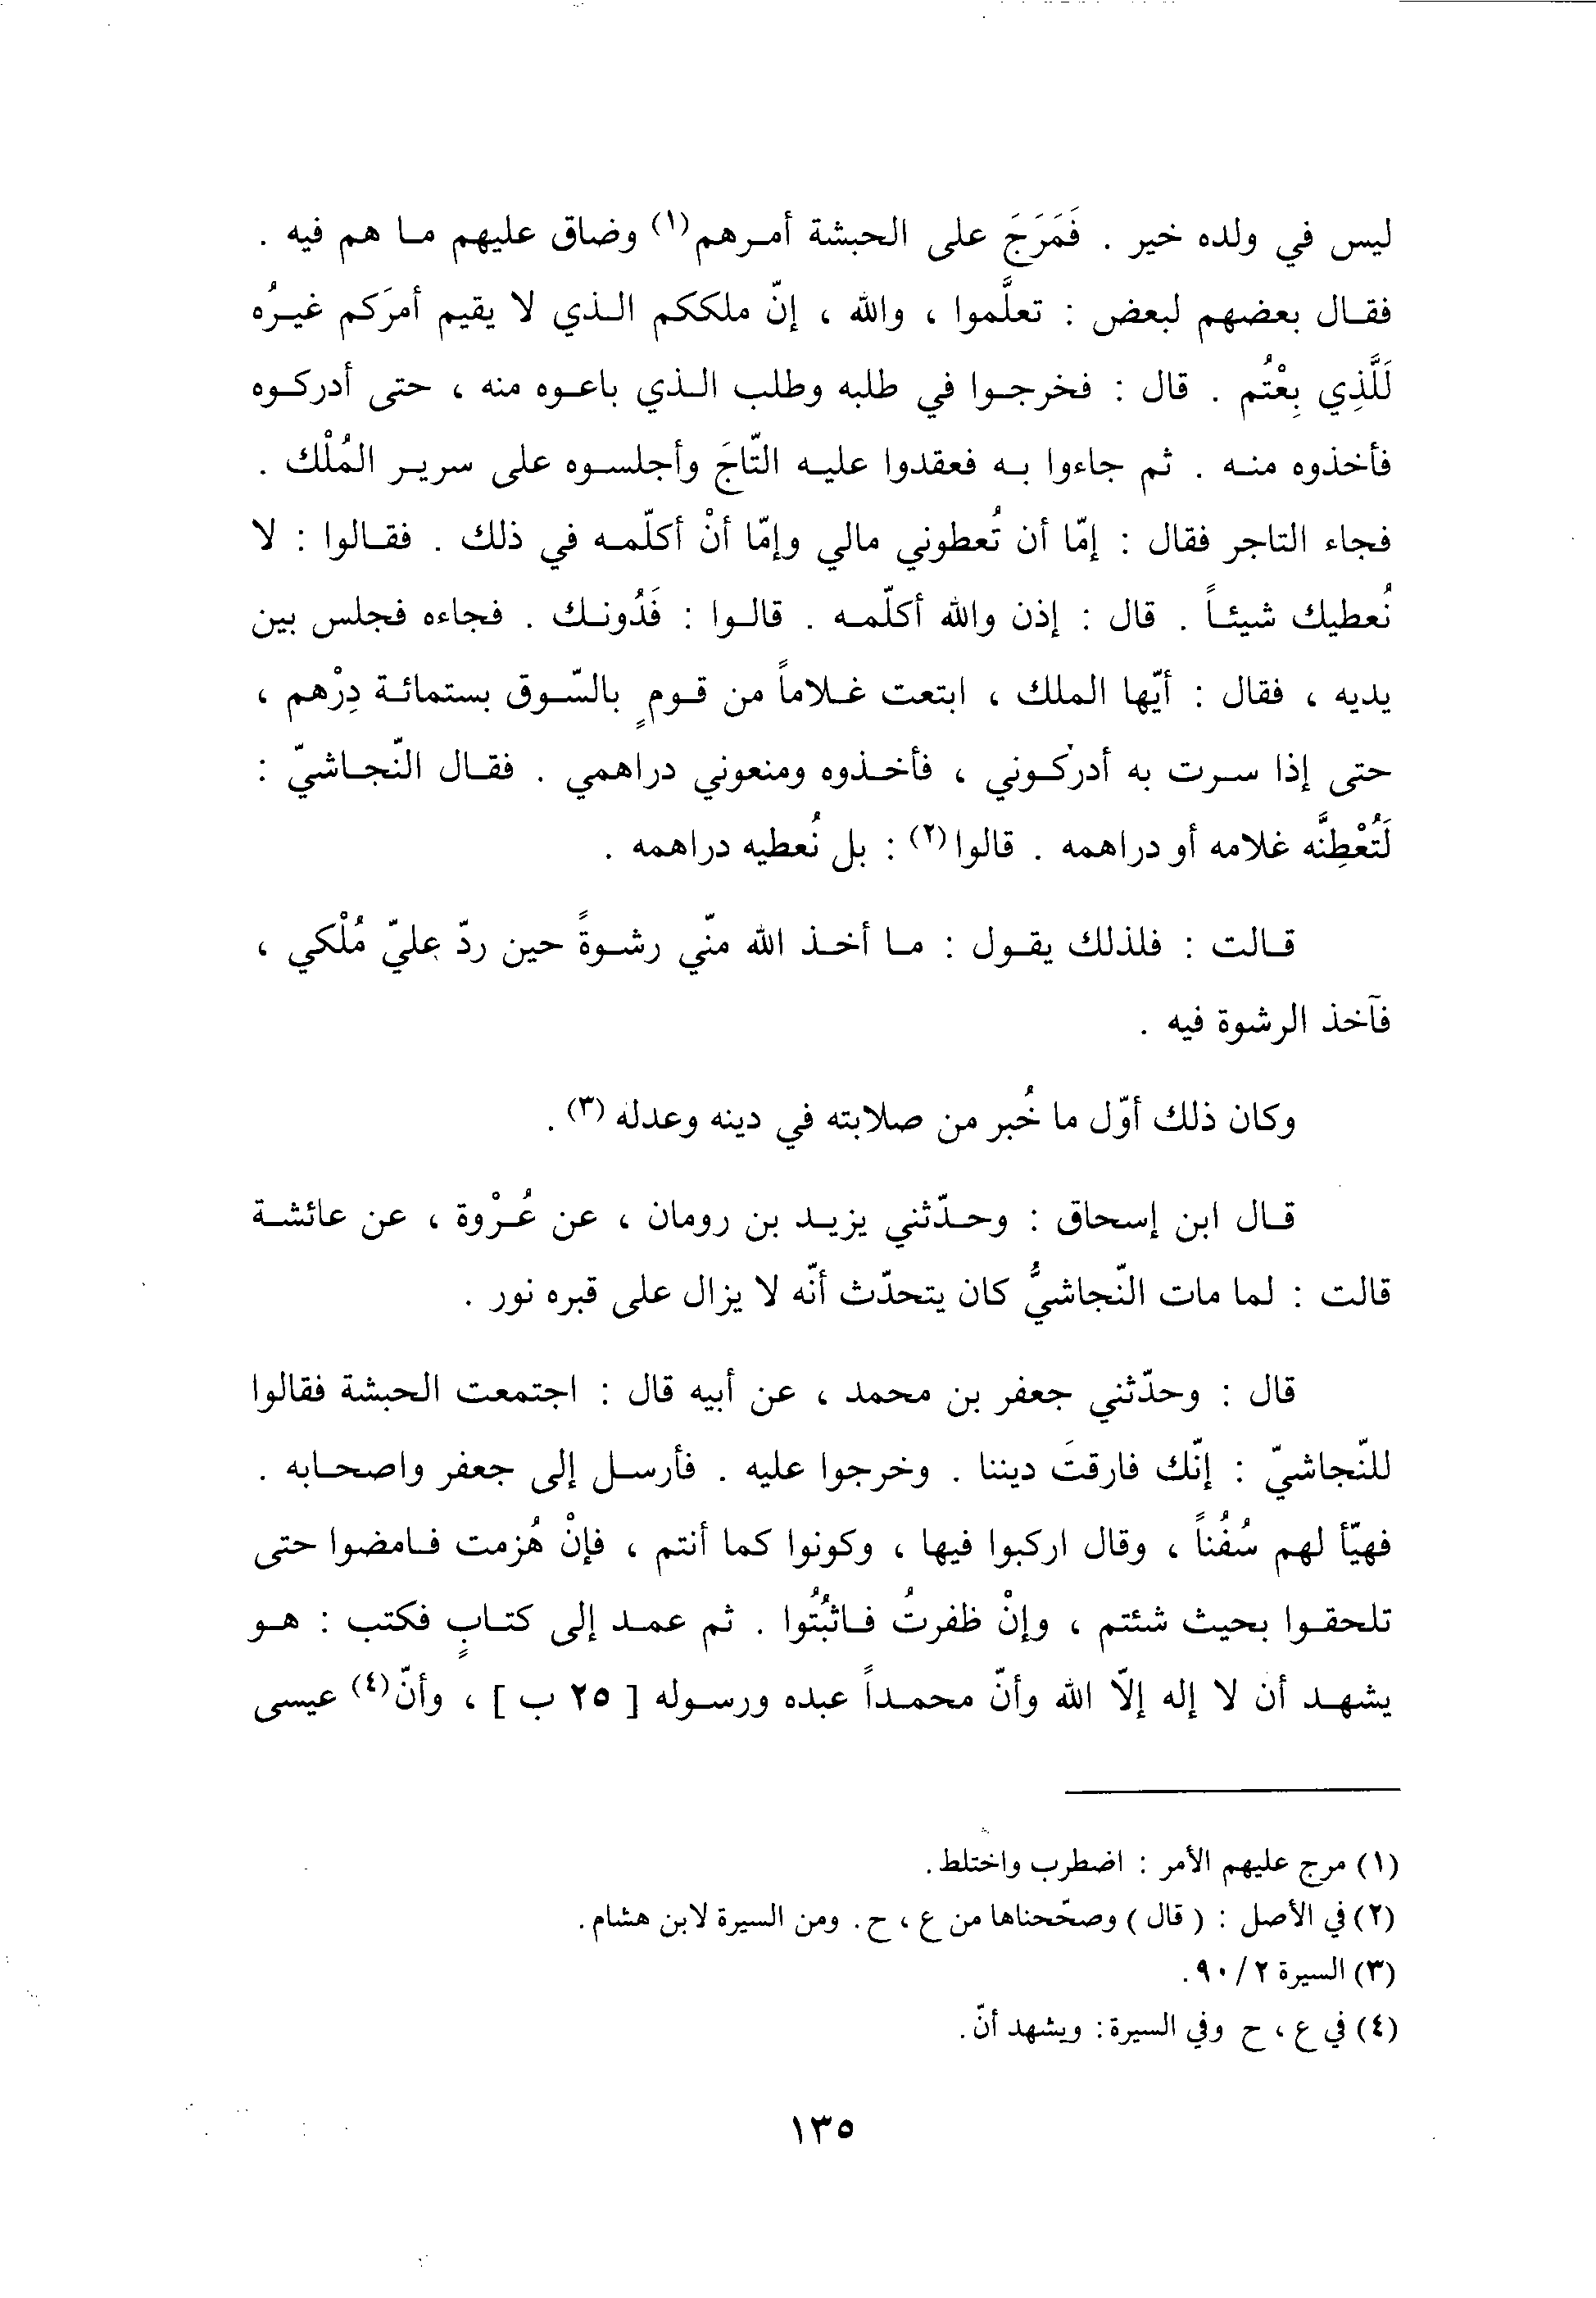 ليس في ولده خير . فَمَرَجَ على الحبشة أمرهم(١) وضاق عليهم ما هم فيه .
فقال بعضهم لبعض : تعلَّموا ، والله ، إنّ ملككم الذي لا يقيم أمرَكم غيرُه
لَلَّذِي بِعْتُم . قال : فخرجوا في طلبه وطلب الذي باعوه منه ، حتى أدركوه
فأخذوه منه . ثم جاءوا به فعقدوا عليه التّاجَ وأجلسوه على سرير المُلْك .
فجاء التاجر فقال : إمّا أن تُعطوني مالي وإمّا أنْ أكلّمه في ذلك . فقالوا : لا
نُعطيك شيئاً . قال : إذن والله أكلّمه . قالوا : فَدُونك . فجاءه فجلس بين
يديه ، فقال : أيّها الملك ، ابتعت غلاماً من قومٍ بالسّوق بستمائة دِرْهم ،
حتى إذا سرت به أدركوني ، فأخذوه ومنعوني دراهمي . فقال النّجاشيّ :
لَتُعْطِنَّه غلامه أو دراهمه . قالوا(٢) : بل نُعطيه دراهمه .
قالت : فلذلك يقول : ما أخذ الله منّي رشوةً حين ردّ عليّ مُلْكي ،
فآخذ الرشوة فيه .
وكان ذلك أوّل ما خُبر من صلابته في دينه وعدله(٣) .
قال ابن إسحاق : وحدّثني يزيد بن رومان ، عن عُرْوة ، عن عائشة
قالت : لما مات النّجاشيُّ كان يتحدّث أنّه لا يزال على قبره نور .
قال : وحدّثني جعفر بن محمد ، عن أبيه قال : اجتمعت الحبشة فقالوا
للنّجاشيّ : إنّك فارقتَ ديننا . وخرجوا عليه . فأرسل إلى جعفر واصحابه .
فهيّأ لهم سُفُناً ، وقال اركبوا فيها ، وكونوا كما أنتم ، فإنْ هُزمت فامضوا حتى
تلحقوا بحيث شئتم ، وإنْ ظفرتُ فاثبُتُوا . ثم عمد إلى كتابٍ فكتب : هو
يشهد أن لا إله إلّا الله وأنّ محمداً عبده ورسوله [ ٢٥ ب ] ، وأنّ(٤) عيسى
(١) مرج عليهم الأمر : اضطرب واختلط.
(٢) في الأصل : ( قال ) وصحّحناها من ع ، ح. ومن السيرة لابن هشام.
(٣) السيرة ٢ / ٩٠.
(٤) في ع ، ح وفي السيرة: ويشهد أنّ.
١٣٥